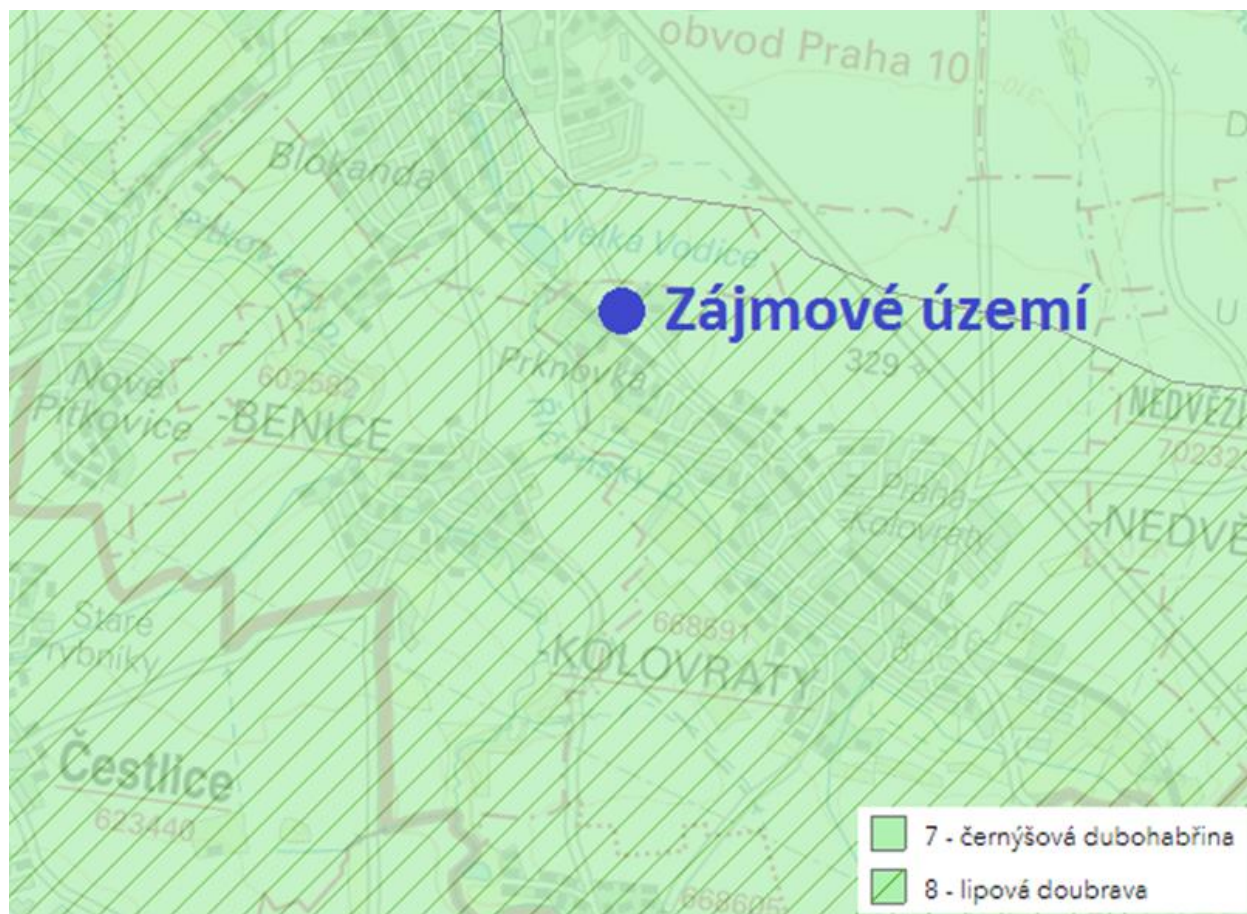 obvod Praha 10
D
Blokanda
Velká Vodice
Zájmové území
U
329
Prknovka
602582
Nové
Pitkovice
-BENICE
NEDVĚZÍ
Praha
-Kolovraty
-NEDVĚ
Staré
rybníky
668591
-KOLOVRATY
Čestlice
623440
7 - černýšová dubohabřina
8 - lipová doubrava
668605